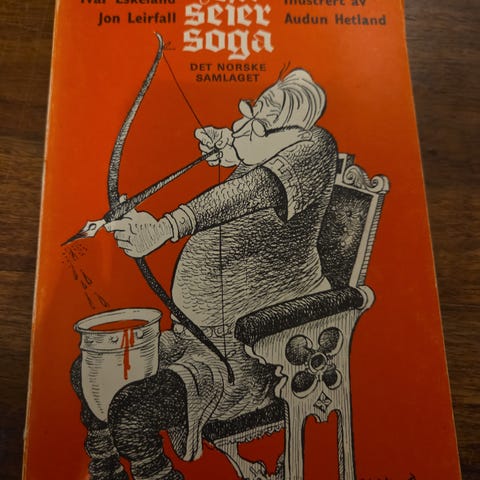 Ivar Eskeland
Jon Leirfall
seier
soga
DET NORSKE
SAMLAGET
Illustrert av
Audun Hetland